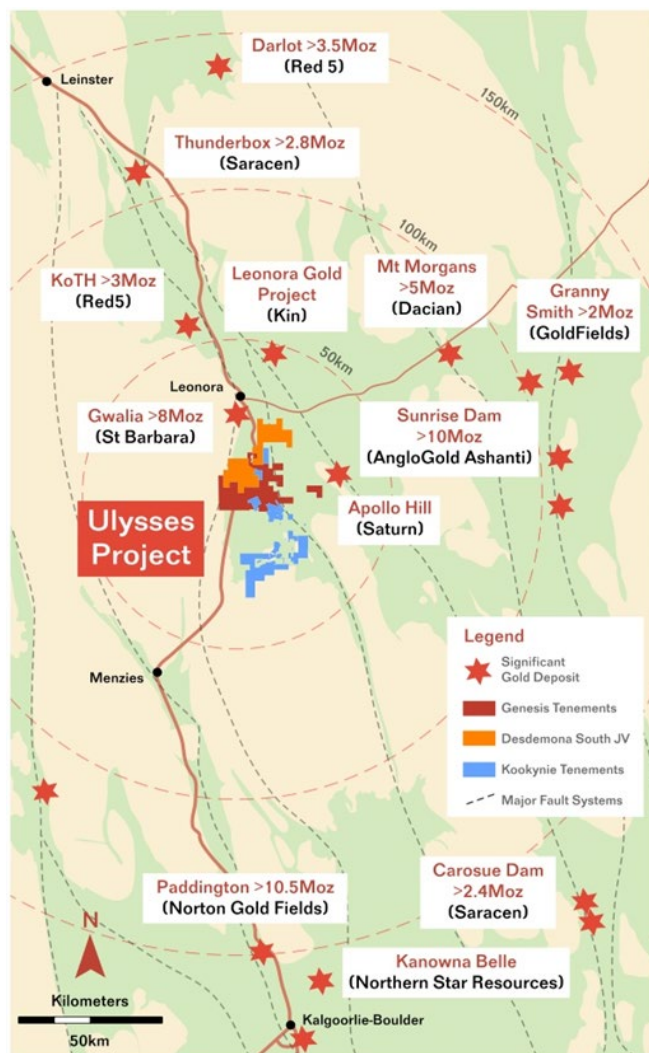 Darlot >3.5Moz
(Red 5)
Leinster
150km
Thunderbox >2.8Moz
(Saracen)
100km
KoTH >3Moz
(Red5)
Leonora Gold
Project
(Kin)
Mt Morgans
>5Moz
(Dacian)
Granny
Smith >2Moz
(GoldFields)
50km
Leonora
Gwalia >8Moz
(St Barbara)
Sunrise Dam
>10Moz
(AngloGold Ashanti)
Apollo Hill
(Saturn)
Ulysses
Project
Legend
Significant
Gold Deposit
Genesis Tenements
Desdemona South JV
Kookynie Tenements
Major Fault Systems
Menzies
Paddington >10.5Moz
(Norton Gold Fields)
Carosue Dam
>2.4Moz
(Saracen)
N
Kanowna Belle
(Northern Star Resources)
Kilometers
50km
Kalgoorlie-Boulder